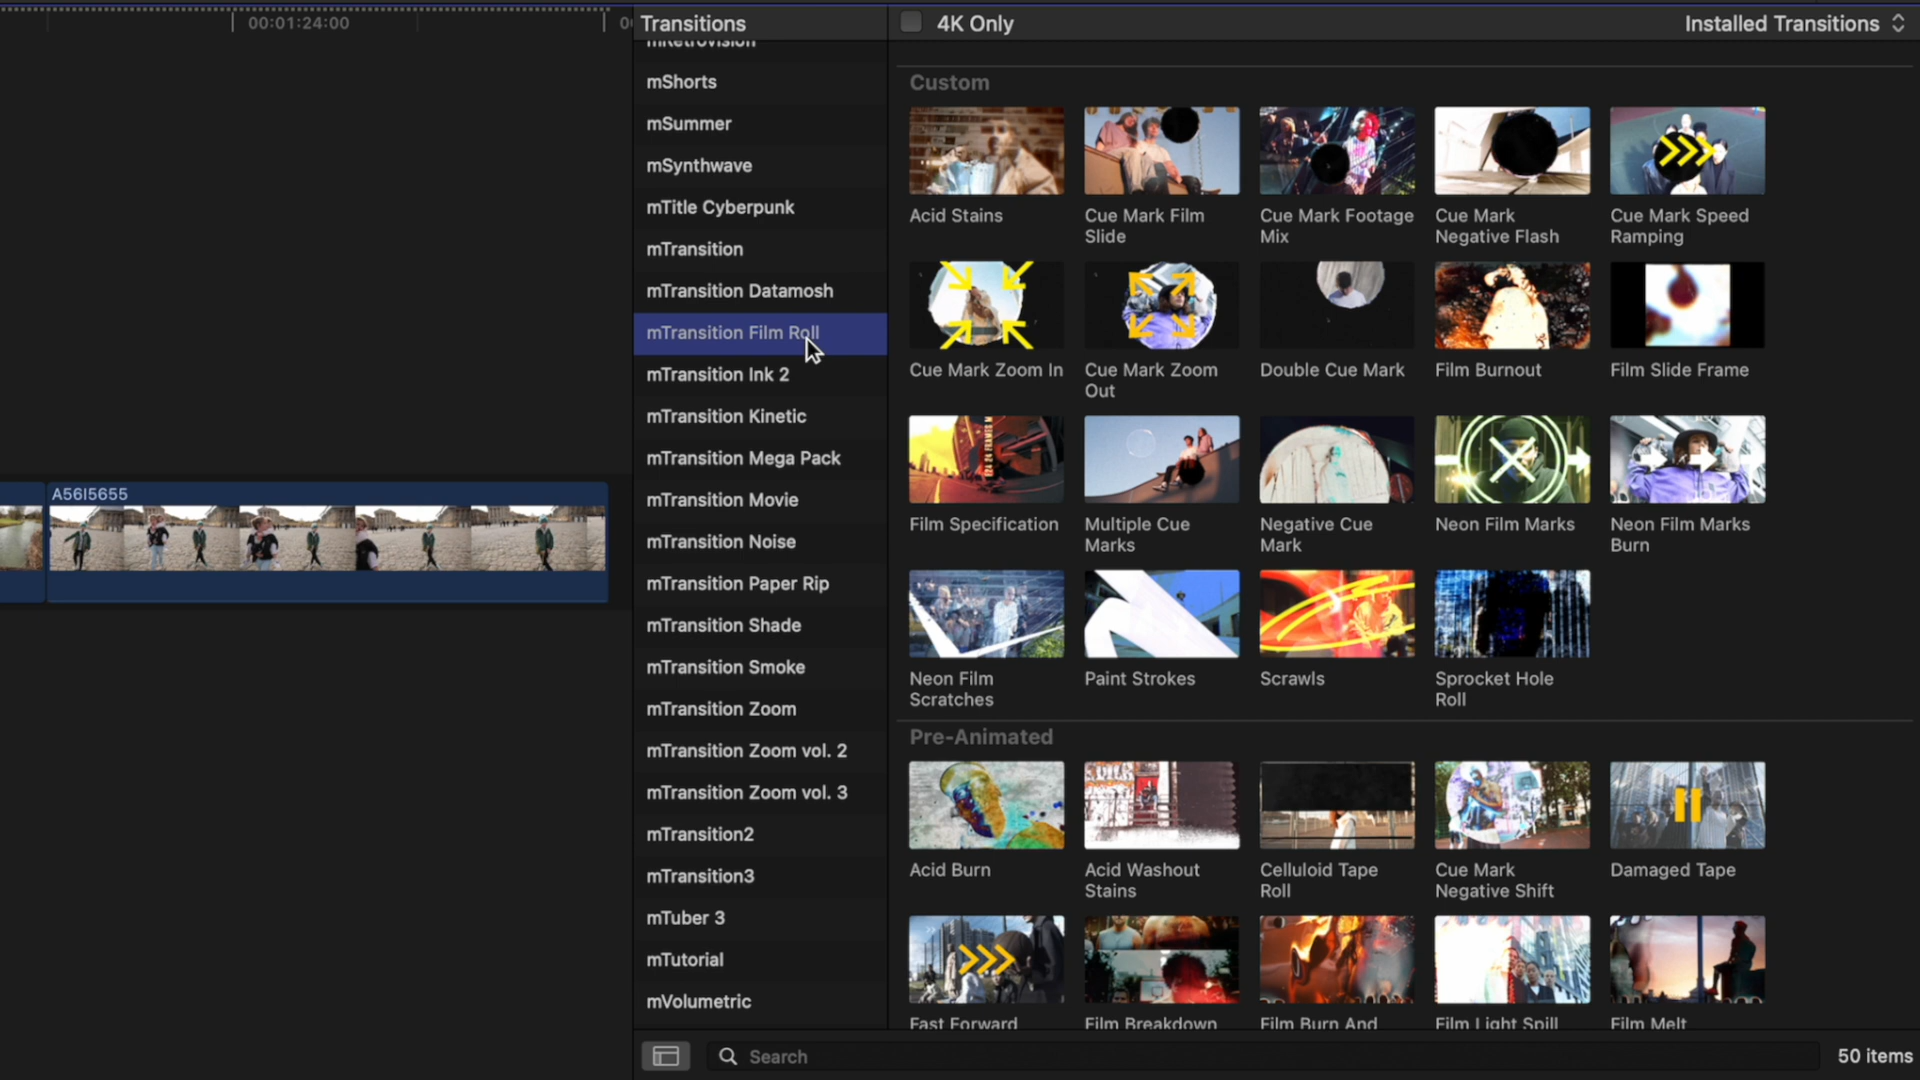 00:01:24:00
Transitions
4K Only
Installed Transitions
mRetrovision
mShorts
mSummer
mSynthwave
mTitle Cyberpunk
mTransition
mTransition Datamosh
mTransition Film Roll
mTransition Ink 2
mTransition Kinetic
mTransition Mega Pack
mTransition Movie
mTransition Noise
mTransition Paper Rip
mTransition Shade
mTransition Smoke
mTransition Zoom
mTransition Zoom vol. 2
mTransition Zoom vol. 3
mTransition2
mTransition3
mTuber 3
mTutorial
mVolumetric
A56I5655
Custom
Acid Stains
Cue Mark Film
Slide
Cue Mark Footage
Mix
Cue Mark
Negative Flash
Cue Mark Speed
Ramping
Cue Mark Zoom In
Cue Mark Zoom
Out
Double Cue Mark
Film Burnout
Film Slide Frame
Film Specification
Multiple Cue
Marks
Negative Cue
Mark
Neon Film Marks
Neon Film Marks
Burn
Neon Film
Scratches
Paint Strokes
Scrawls
Sprocket Hole
Roll
Pre-Animated
Acid Burn
Acid Washout
Stains
Celluloid Tape
Roll
Cue Mark
Negative Shift
Damaged Tape
Fast Forward
Film Breakdown
Film Burn And
Film Light Spill
Film Melt
Search
50 items